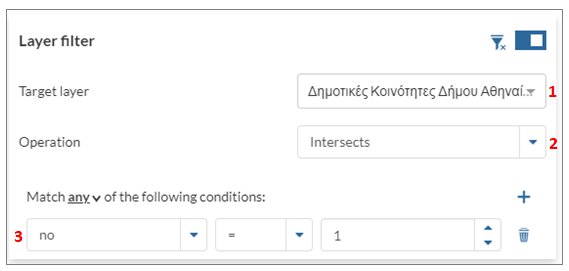 Layer filter
Target layer Δημοτικές Κοινότητες Δήμου Αθηναί... 1
Operation Intersects 2
Match any of the following conditions:
3 no = 1